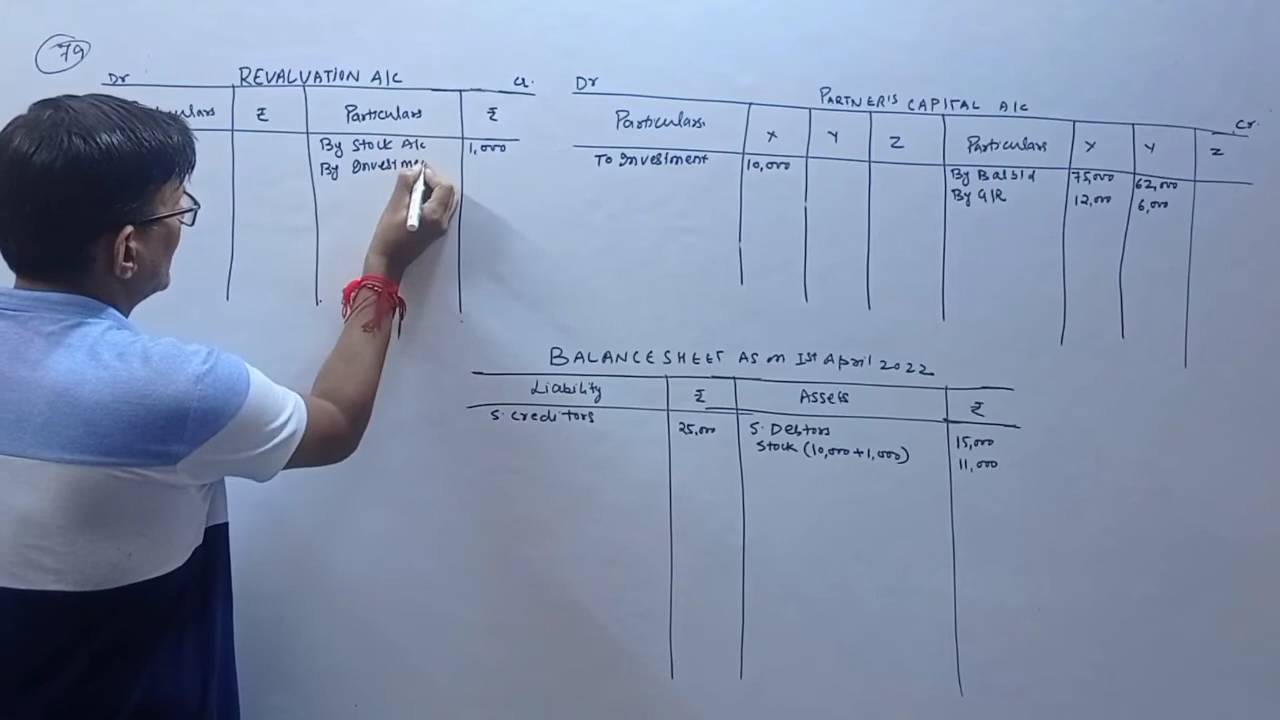 79
Dr REVALUATION A/C Cr.
culars ₹ Particulars ₹
By Stock A/c 1,000
By Investme
Dr PARTNER'S CAPITAL A/C Cr.
Particulars X Y Z Particulars X Y Z
To Investment 10,000 By Bal b/d 75,000 62,000
By G/R 12,000 6,000
BALANCE SHEET AS on 1st April 2022
Liability ₹ Assets ₹
S. Creditors 25,000 S. Debtors 15,000
Stock (10,000+1,000) 11,000